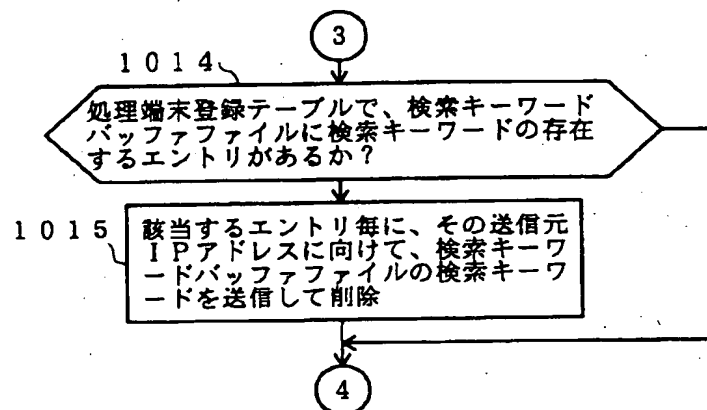 3
1014
処理端末登録テーブルで、検索キーワード
バッファファイルに検索キーワードの存在
するエントリがあるか？
1015
該当するエントリ毎に、その送信元
IPアドレスに向けて、検索キーワ
ードバッファファイルの検索キーワ
ードを送信して削除
4